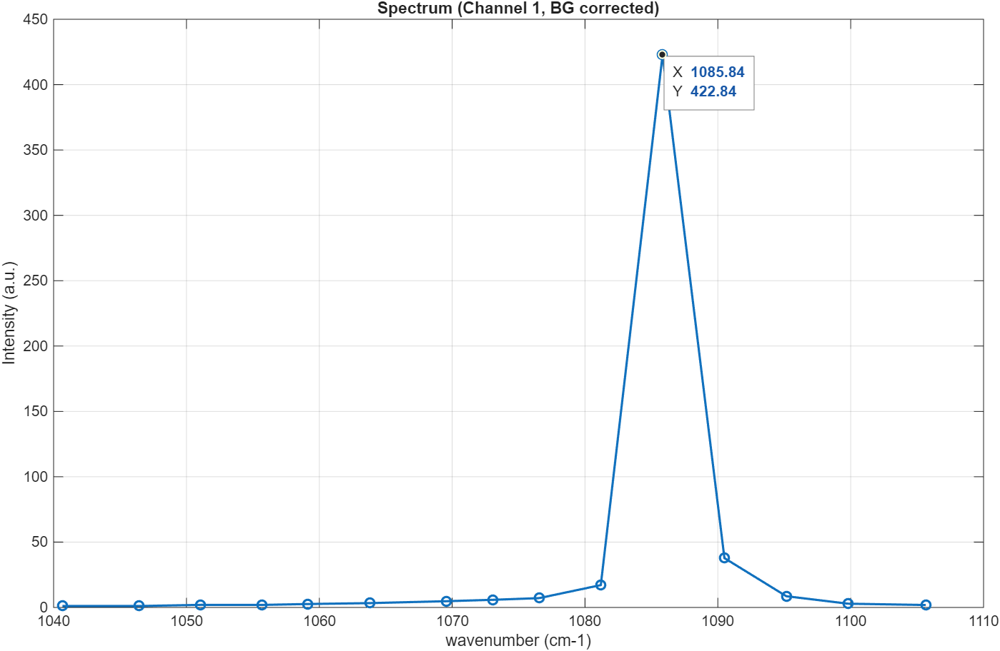 Spectrum (Channel 1, BG corrected)
450
400
350
300
250
200
150
100
50
0
Intensity (a.u.)
X 1085.84
Y 422.84
1040 1050 1060 1070 1080 1090 1100 1110
wavenumber (cm-1)